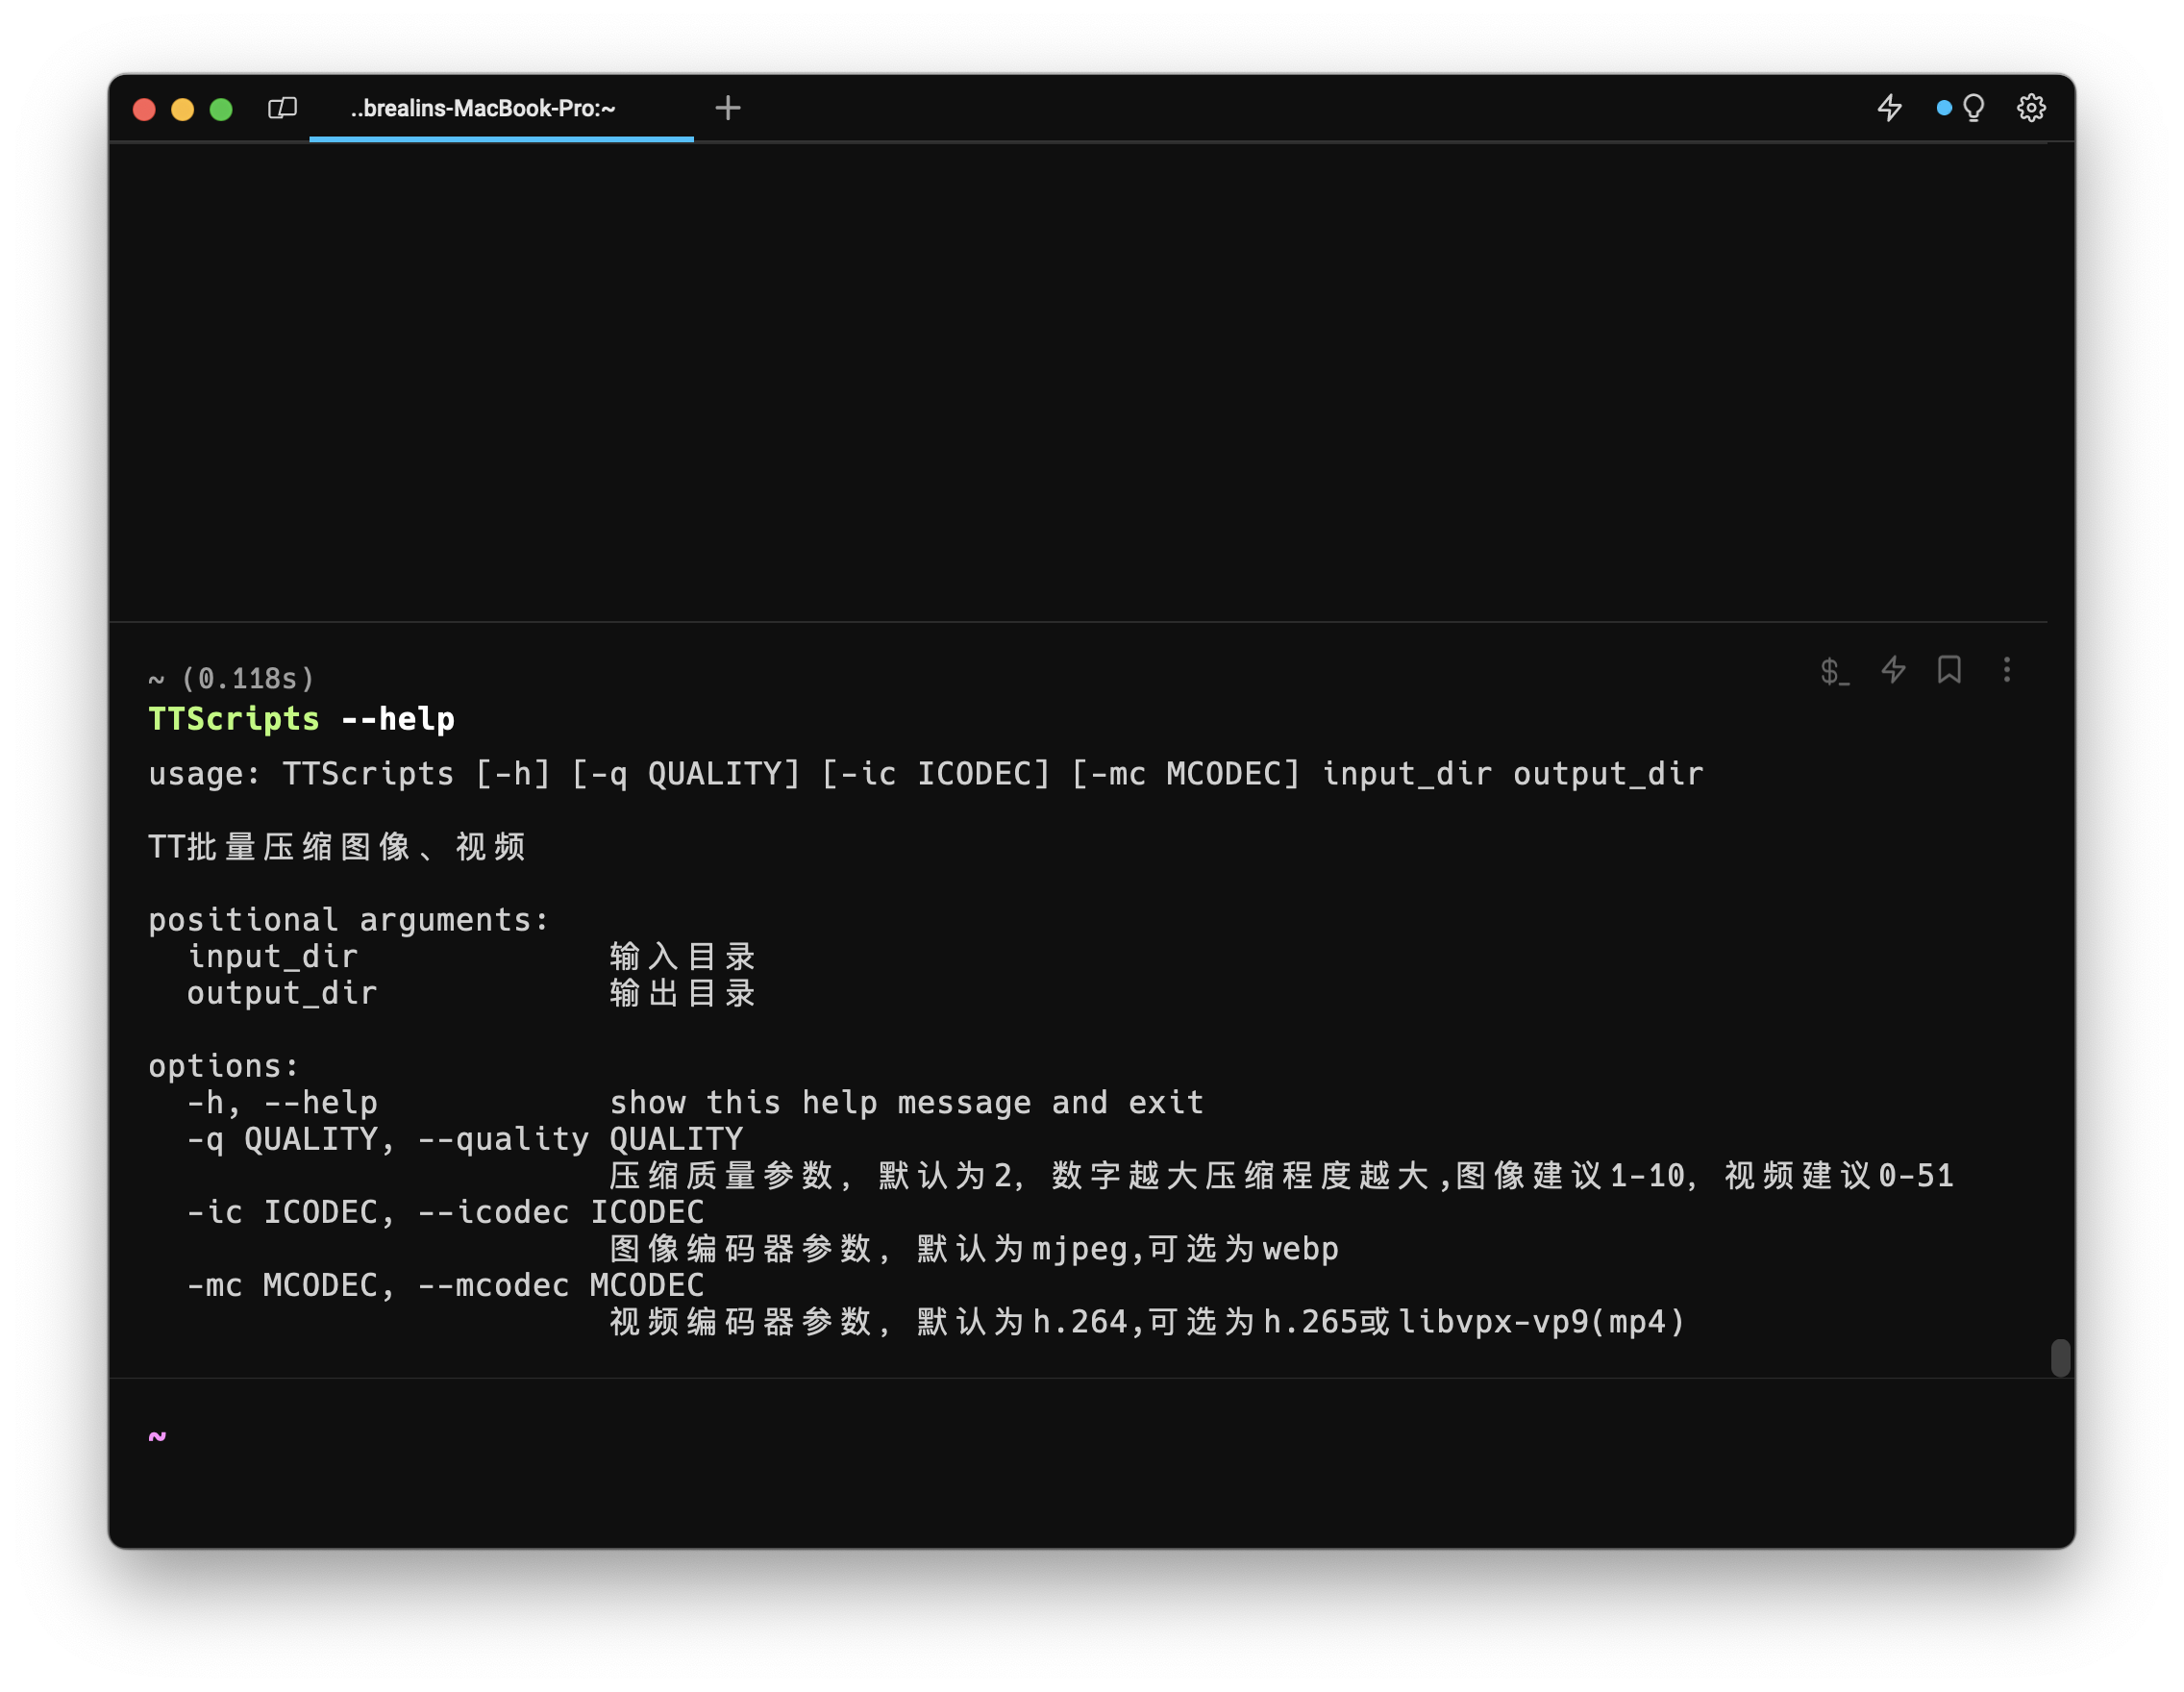 ..brealins-MacBook-Pro:~
~ (0.118s)
$_
TTScripts --help
usage: TTScripts [-h] [-q QUALITY] [-ic ICODEC] [-mc MCODEC] input_dir output_dir
TT批量压缩图像、视频
positional arguments:
input_dir 输入目录
output_dir 输出目录
options:
-h, --help show this help message and exit
-q QUALITY, --quality QUALITY
压缩质量参数，默认为2，数字越大压缩程度越大,图像建议1-10，视频建议0-51
-ic ICODEC, --icodec ICODEC
图像编码器参数，默认为mjpeg,可选为webp
-mc MCODEC, --mcodec MCODEC
视频编码器参数，默认为h.264,可选为h.265或libvpx-vp9(mp4)
~